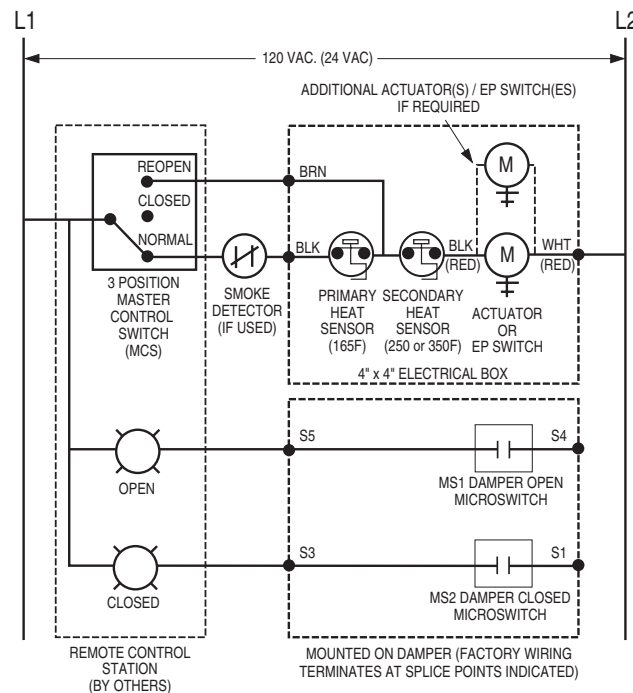 L1
L2
120 VAC. (24 VAC)
ADDITIONAL ACTUATOR(S) / EP SWITCH(ES)
IF REQUIRED
M
REOPEN
BRN
CLOSED
NORMAL
BLK
BLK
(RED)
M
WHT
(RED)
3 POSITION
MASTER
CONTROL
SWITCH
(MCS)
SMOKE
DETECTOR
(IF USED)
PRIMARY
HEAT
SENSOR
(165F)
SECONDARY
HEAT
SENSOR
(250 or 350F)
ACTUATOR
OR
EP SWITCH
4" x 4" ELECTRICAL BOX
S5
S4
OPEN
MS1 DAMPER OPEN
MICROSWITCH
S3
S1
CLOSED
MS2 DAMPER CLOSED
MICROSWITCH
REMOTE CONTROL
STATION
(BY OTHERS)
MOUNTED ON DAMPER (FACTORY WIRING
TERMINATES AT SPLICE POINTS INDICATED)